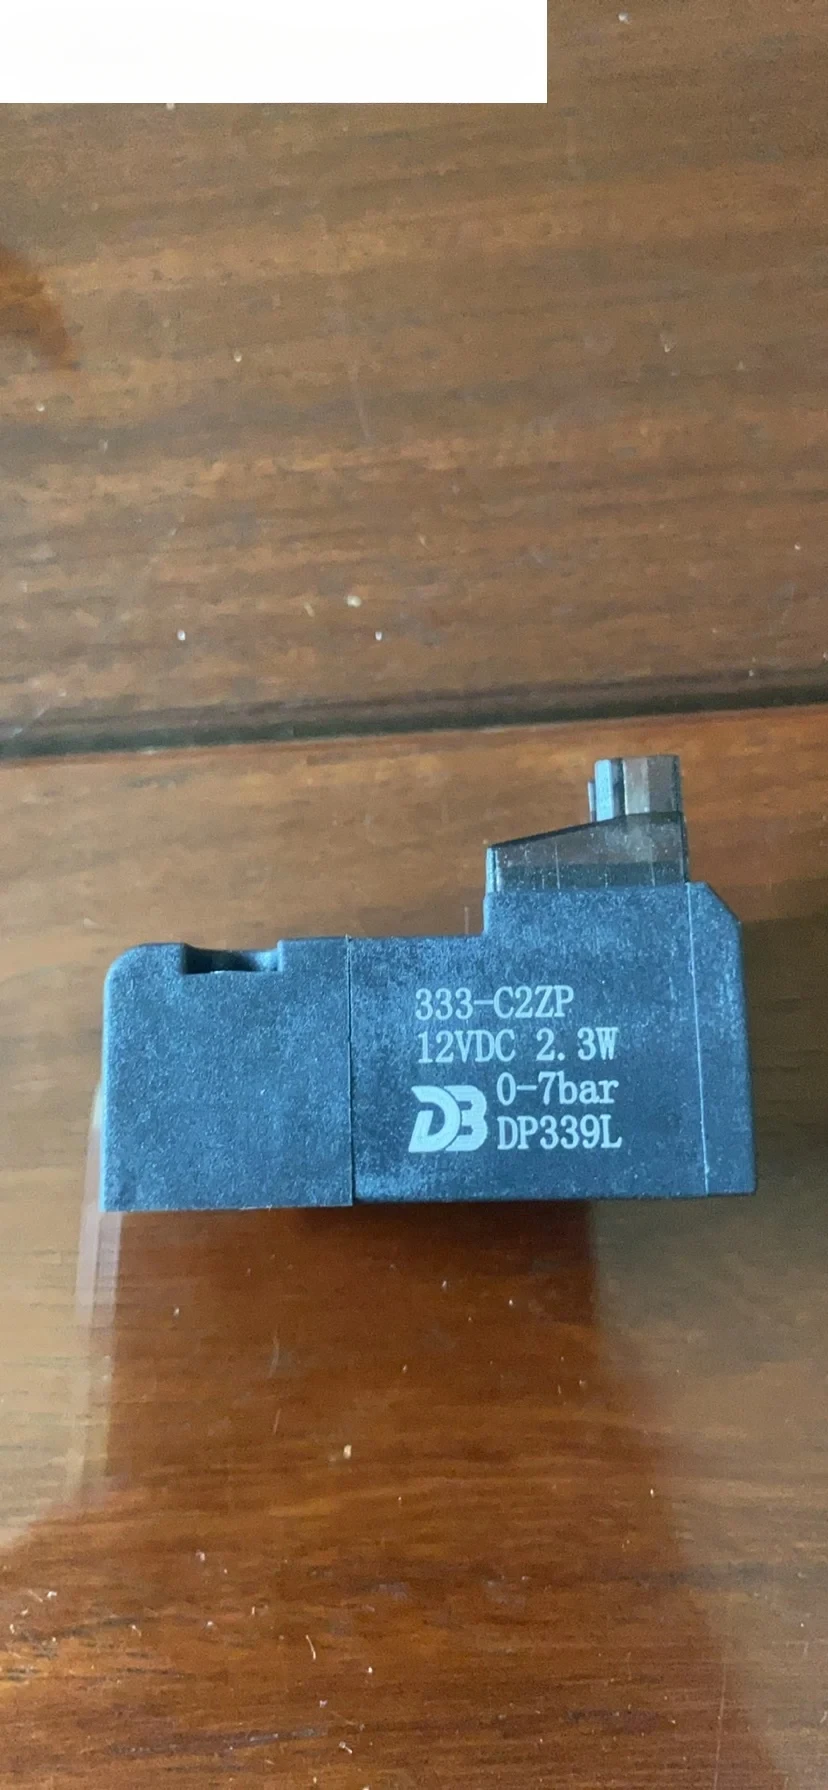 333-C2ZP
12VDC 2.3W
DB 0-7bar
DP339L